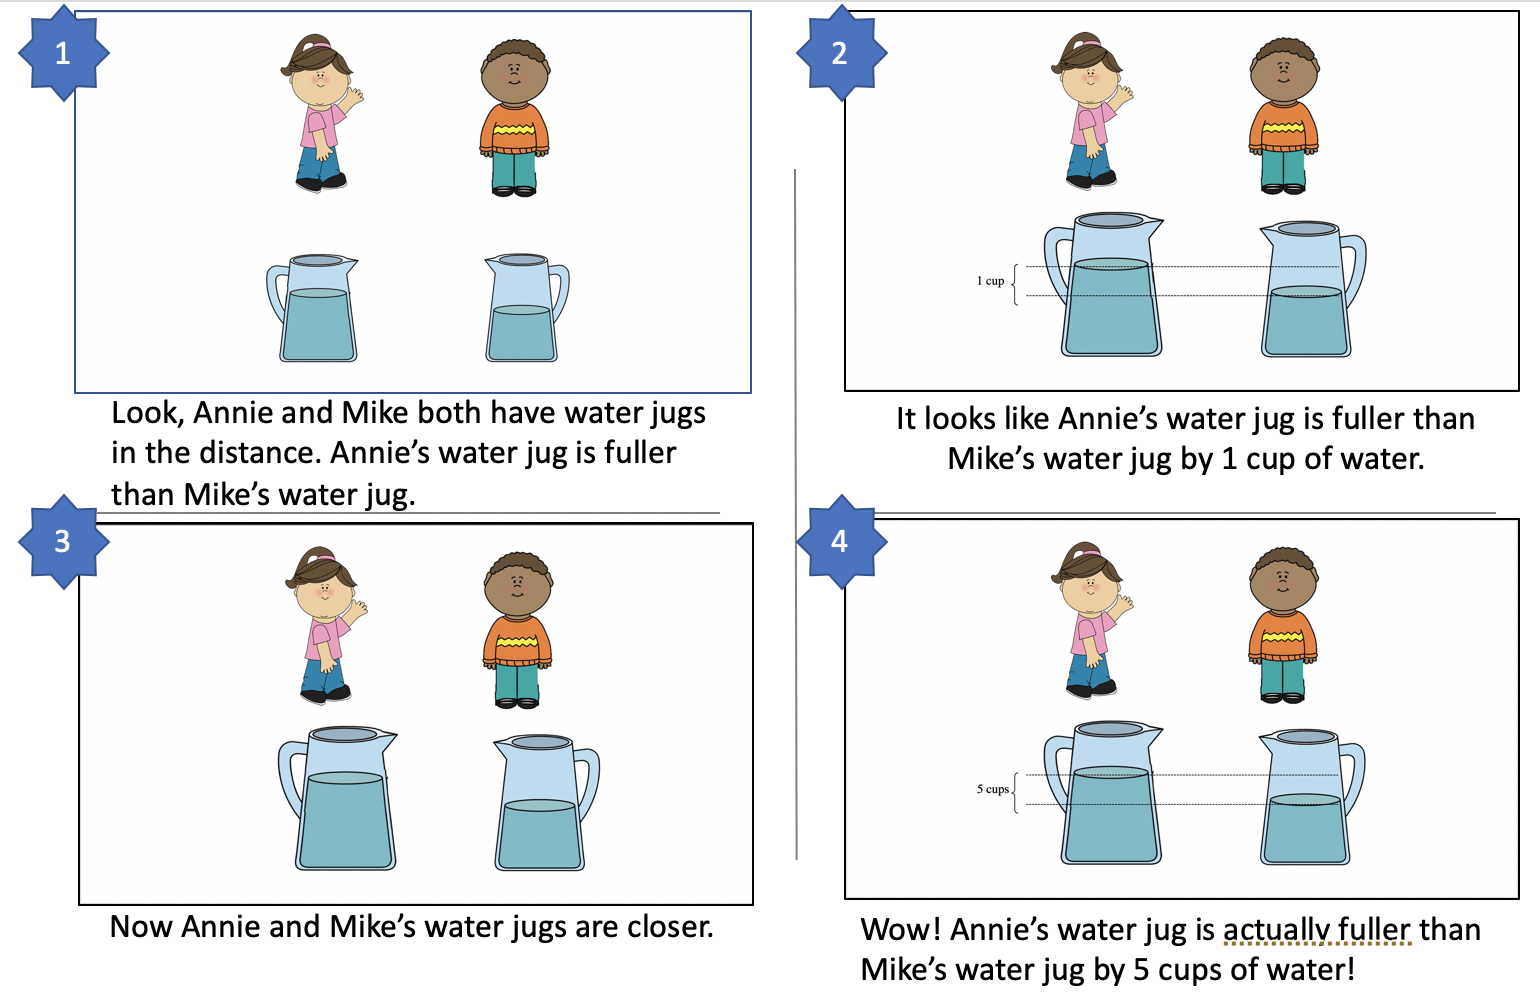 1
Look, Annie and Mike both have water jugs
in the distance. Annie’s water jug is fuller
than Mike’s water jug.
2
1 cup
It looks like Annie’s water jug is fuller than
Mike’s water jug by 1 cup of water.
3
Now Annie and Mike’s water jugs are closer.
4
5 cups
Wow! Annie’s water jug is actually fuller than
Mike’s water jug by 5 cups of water!